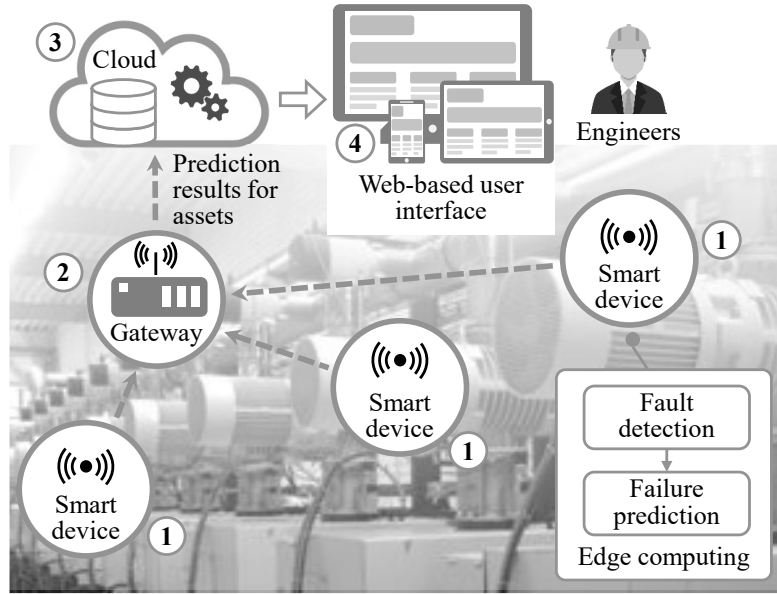 3
Cloud
4
Web-based user
interface
Engineers
Prediction
results for
assets
2
Gateway
1
Smart
device
Smart
device
1
Smart
device
1
Fault
detection
Failure
prediction
Edge computing